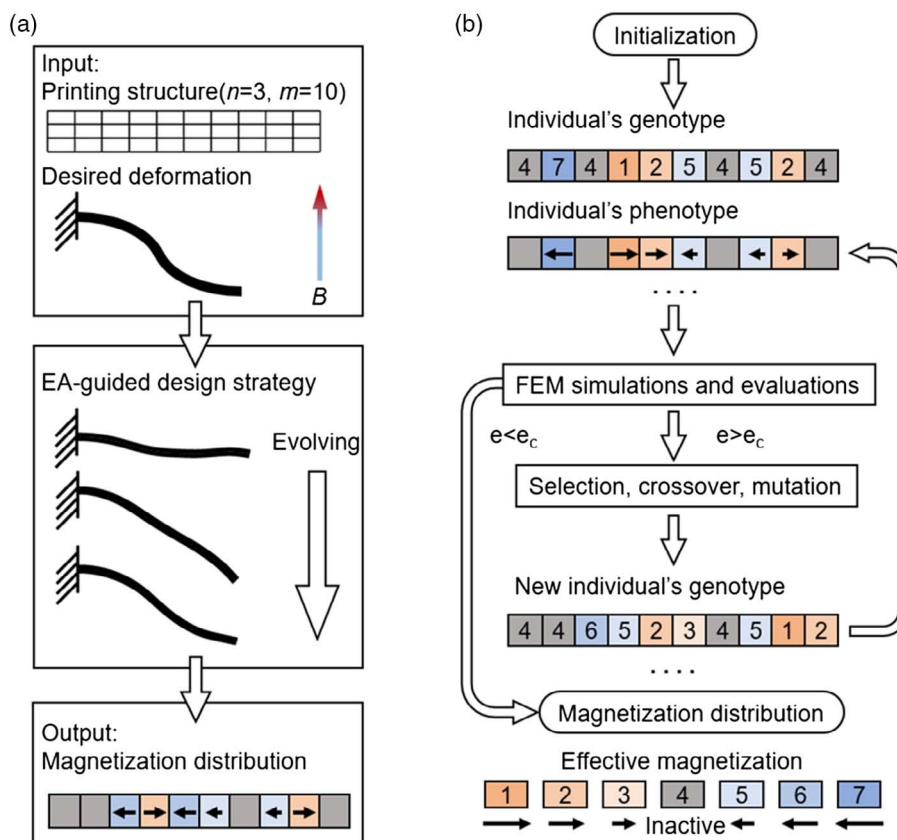 (a)
Input:
Printing structure(n=3, m=10)
Desired deformation
B
EA-guided design strategy
Evolving
Output:
Magnetization distribution
(b)
Initialization
Individual's genotype
4 7 4 1 2 5 4 5 2 4
Individual's phenotype
. . . .
FEM simulations and evaluations
e<ec e>ec
Selection, crossover, mutation
New individual's genotype
4 4 6 5 2 3 4 5 1 2
. . . .
Magnetization distribution
Effective magnetization
1 2 3 4 5 6 7
Inactive